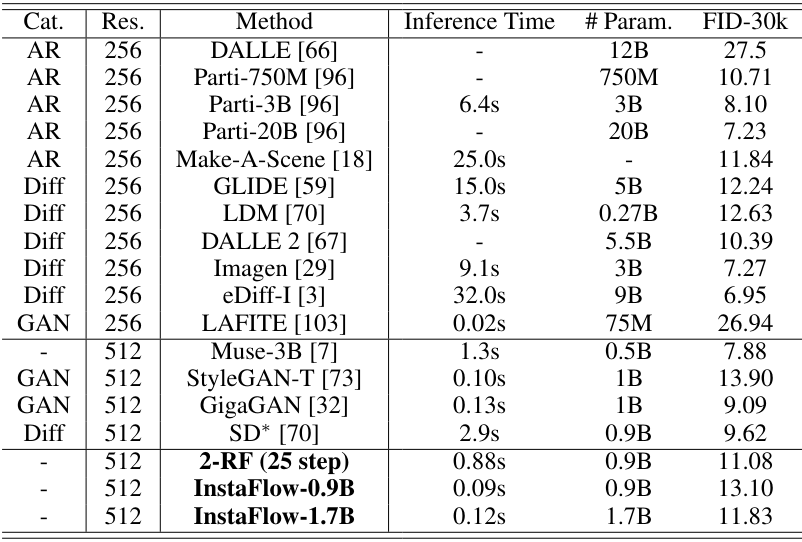 Cat. Res. Method Inference Time # Param. FID-30k
AR 256 DALLE [66] - 12B 27.5
AR 256 Parti-750M [96] - 750M 10.71
AR 256 Parti-3B [96] 6.4s 3B 8.10
AR 256 Parti-20B [96] - 20B 7.23
AR 256 Make-A-Scene [18] 25.0s - 11.84
Diff 256 GLIDE [59] 15.0s 5B 12.24
Diff 256 LDM [70] 3.7s 0.27B 12.63
Diff 256 DALLE 2 [67] - 5.5B 10.39
Diff 256 Imagen [29] 9.1s 3B 7.27
Diff 256 eDiff-I [3] 32.0s 9B 6.95
GAN 256 LAFITE [103] 0.02s 75M 26.94
- 512 Muse-3B [7] 1.3s 0.5B 7.88
GAN 512 StyleGAN-T [73] 0.10s 1B 13.90
GAN 512 GigaGAN [32] 0.13s 1B 9.09
Diff 512 SD* [70] 2.9s 0.9B 9.62
- 512 2-RF (25 step) 0.88s 0.9B 11.08
- 512 InstaFlow-0.9B 0.09s 0.9B 13.10
- 512 InstaFlow-1.7B 0.12s 1.7B 11.83